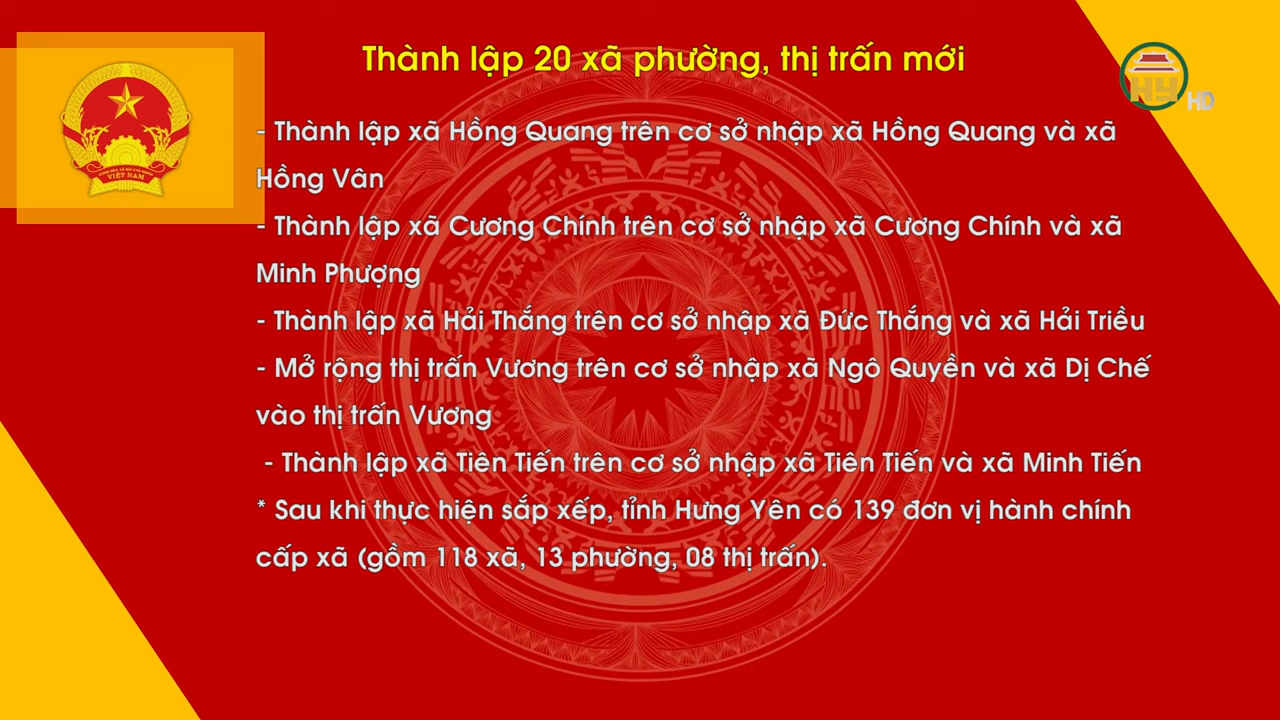 Thành lập 20 xã phường, thị trấn mới
- Thành lập xã Hồng Quang trên cơ sở nhập xã Hồng Quang và xã
Hồng Vân
- Thành lập xã Cương Chính trên cơ sở nhập xã Cương Chính và xã
Minh Phượng
- Thành lập xã Hải Thắng trên cơ sở nhập xã Đức Thắng và xã Hải Triều
- Mở rộng thị trấn Vương trên cơ sở nhập xã Ngô Quyền và xã Dị Chế
vào thị trấn Vương
- Thành lập xã Tiên Tiến trên cơ sở nhập xã Tiên Tiến và xã Minh Tiến
* Sau khi thực hiện sắp xếp, tỉnh Hưng Yên có 139 đơn vị hành chính
cấp xã (gồm 118 xã, 13 phường, 08 thị trấn).
HY HD
VIỆT NAM